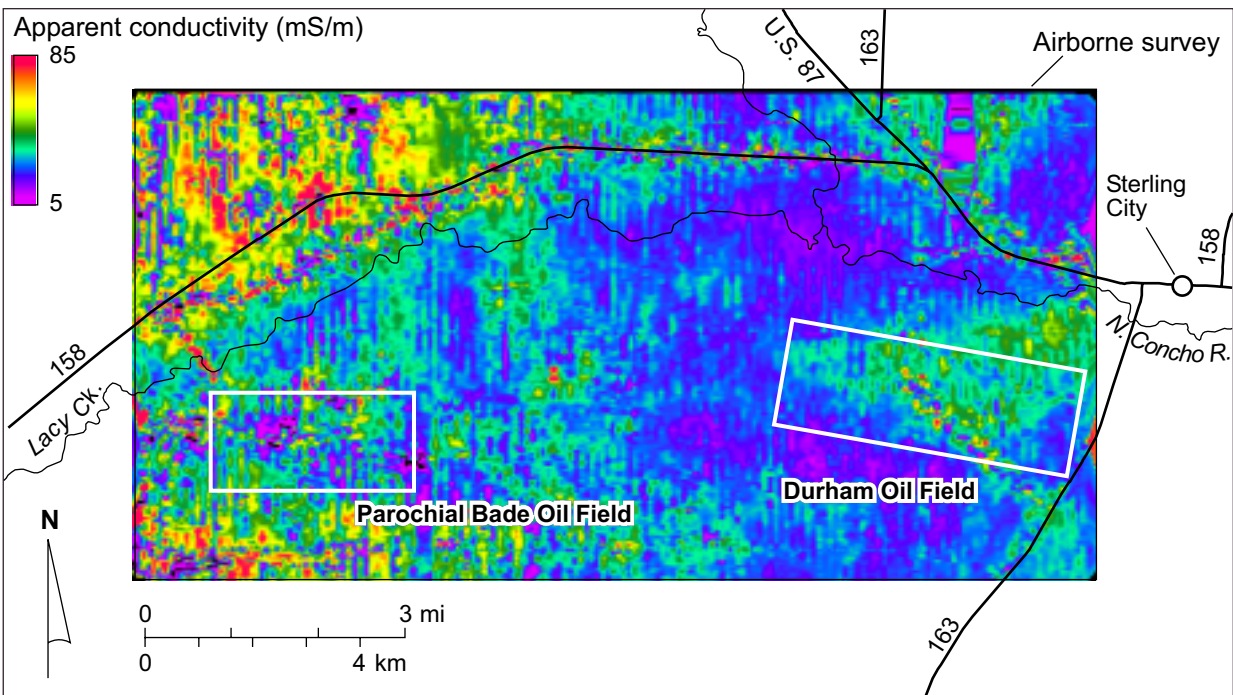 Apparent conductivity (mS/m)
85
5
U.S. 87
163
Airborne survey
Sterling
City
158
N. Concho R.
158
Lacy Ck.
Durham Oil Field
Parochial Bade Oil Field
N
0
3 mi
0
4 km
163